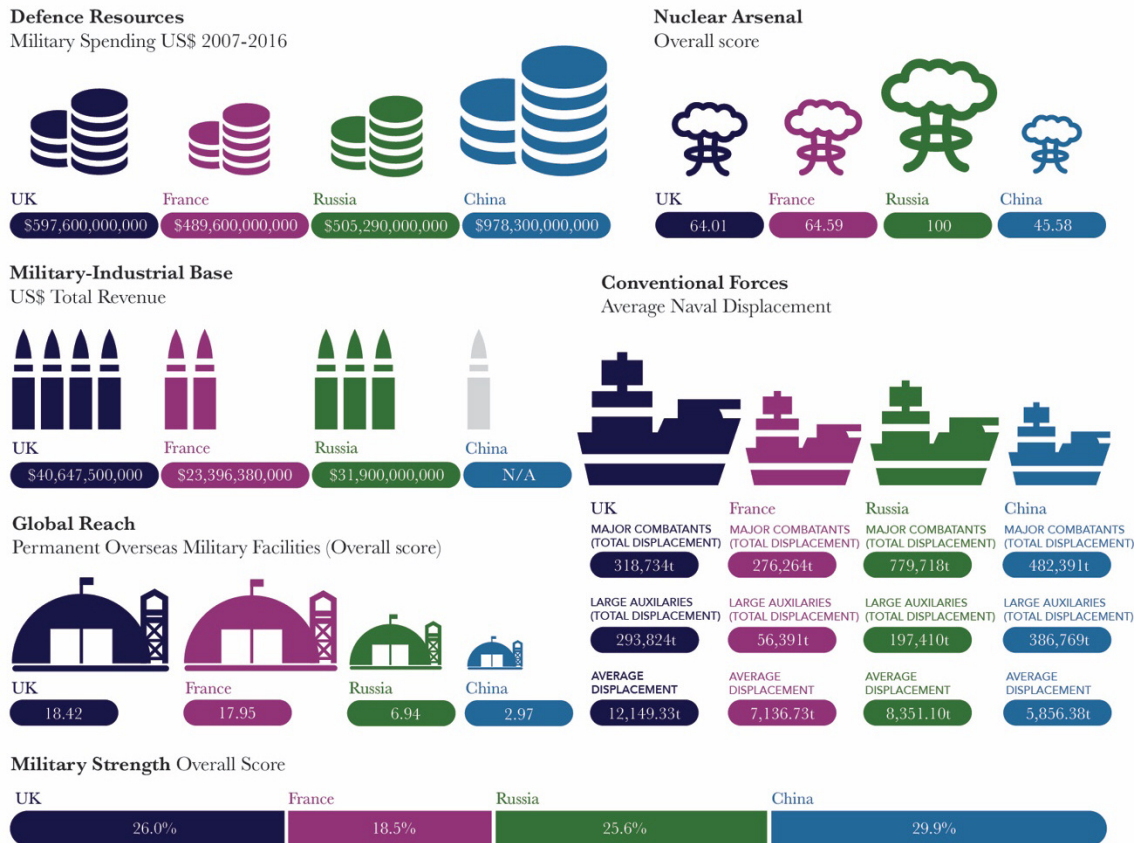 Defence Resources
Military Spending US$ 2007-2016
UK
France
Russia
China
$597,600,000,000
$489,600,000,000
$505,290,000,000
$978,300,000,000
Nuclear Arsenal
Overall score
UK
France
Russia
China
64.01
64.59
100
45.58
Military-Industrial Base
US$ Total Revenue
UK
France
Russia
China
$40,647,500,000
$23,396,380,000
$31,900,000,000
N/A
Global Reach
Permanent Overseas Military Facilities (Overall score)
UK
France
Russia
China
18.42
17.95
6.94
2.97
Conventional Forces
Average Naval Displacement
UK
MAJOR COMBATANTS
(TOTAL DISPLACEMENT)
318,734t
LARGE AUXILARIES
(TOTAL DISPLACEMENT)
293,824t
AVERAGE
DISPLACEMENT
12,149.33t
France
MAJOR COMBATANTS
(TOTAL DISPLACEMENT)
276,264t
LARGE AUXILARIES
(TOTAL DISPLACEMENT)
56,391t
AVERAGE
DISPLACEMENT
7,136.73t
Russia
MAJOR COMBATANTS
(TOTAL DISPLACEMENT)
779,718t
LARGE AUXILARIES
(TOTAL DISPLACEMENT)
197,410t
AVERAGE
DISPLACEMENT
8,351.10t
China
MAJOR COMBATANTS
(TOTAL DISPLACEMENT)
482,391t
LARGE AUXILARIES
(TOTAL DISPLACEMENT)
386,769t
AVERAGE
DISPLACEMENT
5,856.38t
Military Strength Overall Score
UK
France
Russia
China
26.0%
18.5%
25.6%
29.9%